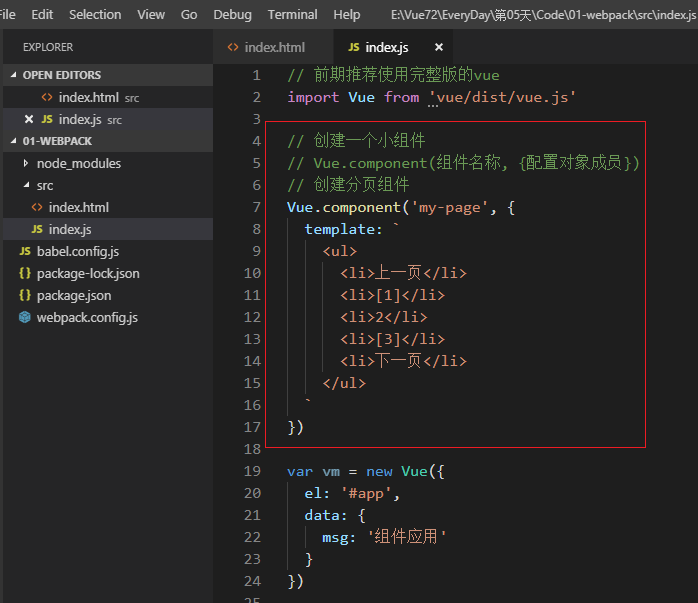 File Edit Selection View Go Debug Terminal Help E:\Vue72\EveryDay\第05天\Code\01-webpack\src\index.js
EXPLORER
OPEN EDITORS
<> index.html src
× JS index.js src
01-WEBPACK
node_modules
src
<> index.html
JS index.js
JS babel.config.js
{} package-lock.json
{} package.json
webpack.config.js
<> index.html JS index.js ×
1 // 前期推荐使用完整版的vue
2 import Vue from 'vue/dist/vue.js'
3
4 // 创建一个小组件
5 // Vue.component(组件名称, {配置对象成员})
6 // 创建分页组件
7 Vue.component('my-page', {
8 template: `
9 <ul>
10 <li>上一页</li>
11 <li>[1]</li>
12 <li>2</li>
13 <li>[3]</li>
14 <li>下一页</li>
15 </ul>
16 `
17 })
18
19 var vm = new Vue({
20 el: '#app',
21 data: {
22 msg: '组件应用'
23 }
24 })
25